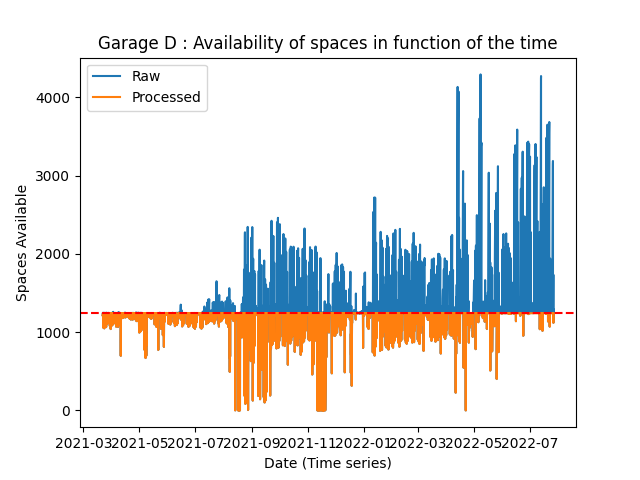 Garage D : Availability of spaces in function of the time
Raw
Processed
4000
3000
2000
1000
0
Spaces Available
2021-03 2021-05 2021-07 2021-09 2021-11 2022-01 2022-03 2022-05 2022-07
Date (Time series)